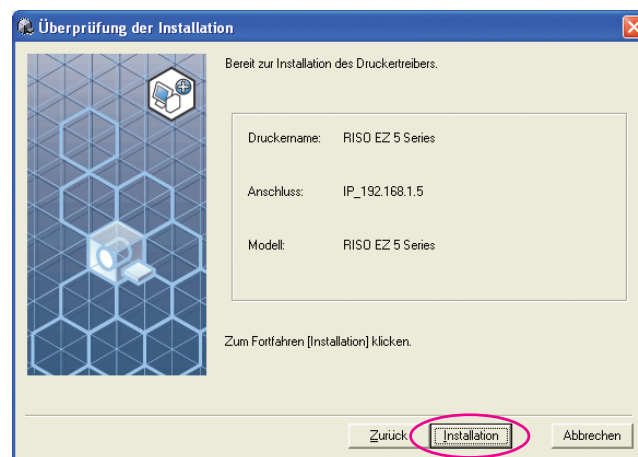 Überprüfung der Installation
Bereit zur Installation des Druckertreibers.
Druckername: RISO EZ 5 Series
Anschluss: IP_192.168.1.5
Modell: RISO EZ 5 Series
Zum Fortfahren [Installation] klicken.
Zurück Installation Abbrechen